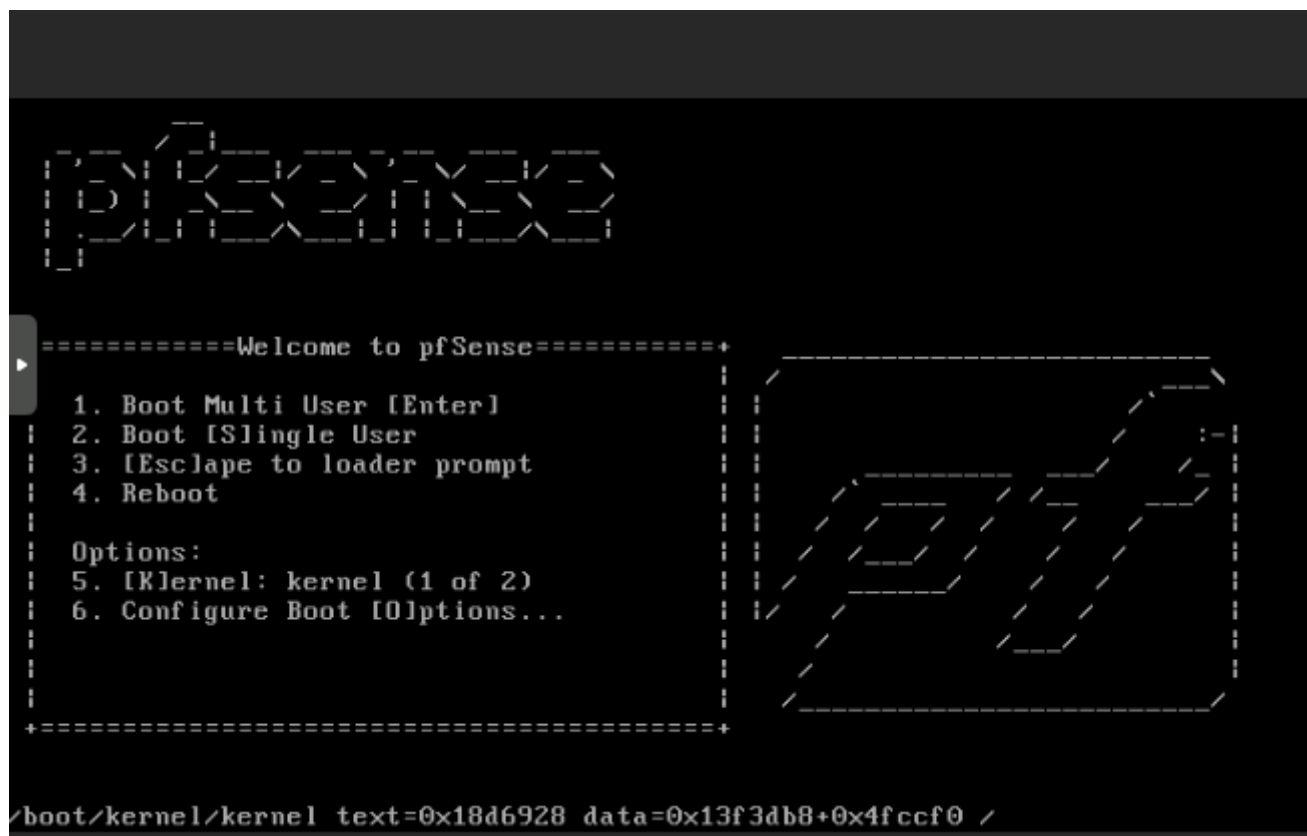 pfsense
============Welcome to pfSense===========+
1. Boot Multi User [Enter]
2. Boot [S]ingle User
3. [Esc]ape to loader prompt
4. Reboot
Options:
5. [K]ernel: kernel (1 of 2)
6. Configure Boot [O]ptions...
pf
/boot/kernel/kernel text=0x18d6928 data=0x13f3db8+0x4fccf0 /